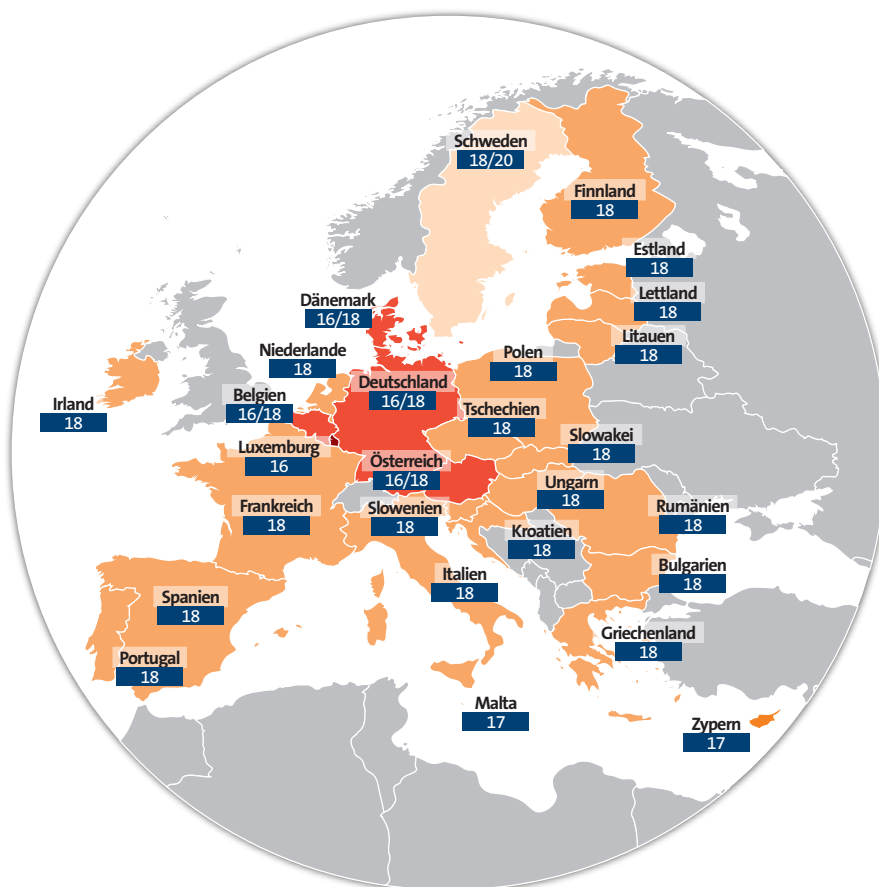 Schweden
18/20
Finnland
18
Estland
18
Lettland
18
Litauen
18
Dänemark
16/18
Niederlande
18
Polen
18
Deutschland
16/18
Belgien
16/18
Irland
18
Tschechien
18
Slowakei
18
Luxemburg
16
Österreich
16/18
Ungarn
18
Rumänien
18
Frankreich
18
Slowenien
18
Kroatien
18
Bulgarien
18
Italien
18
Spanien
18
Griechenland
18
Portugal
18
Malta
17
Zypern
17